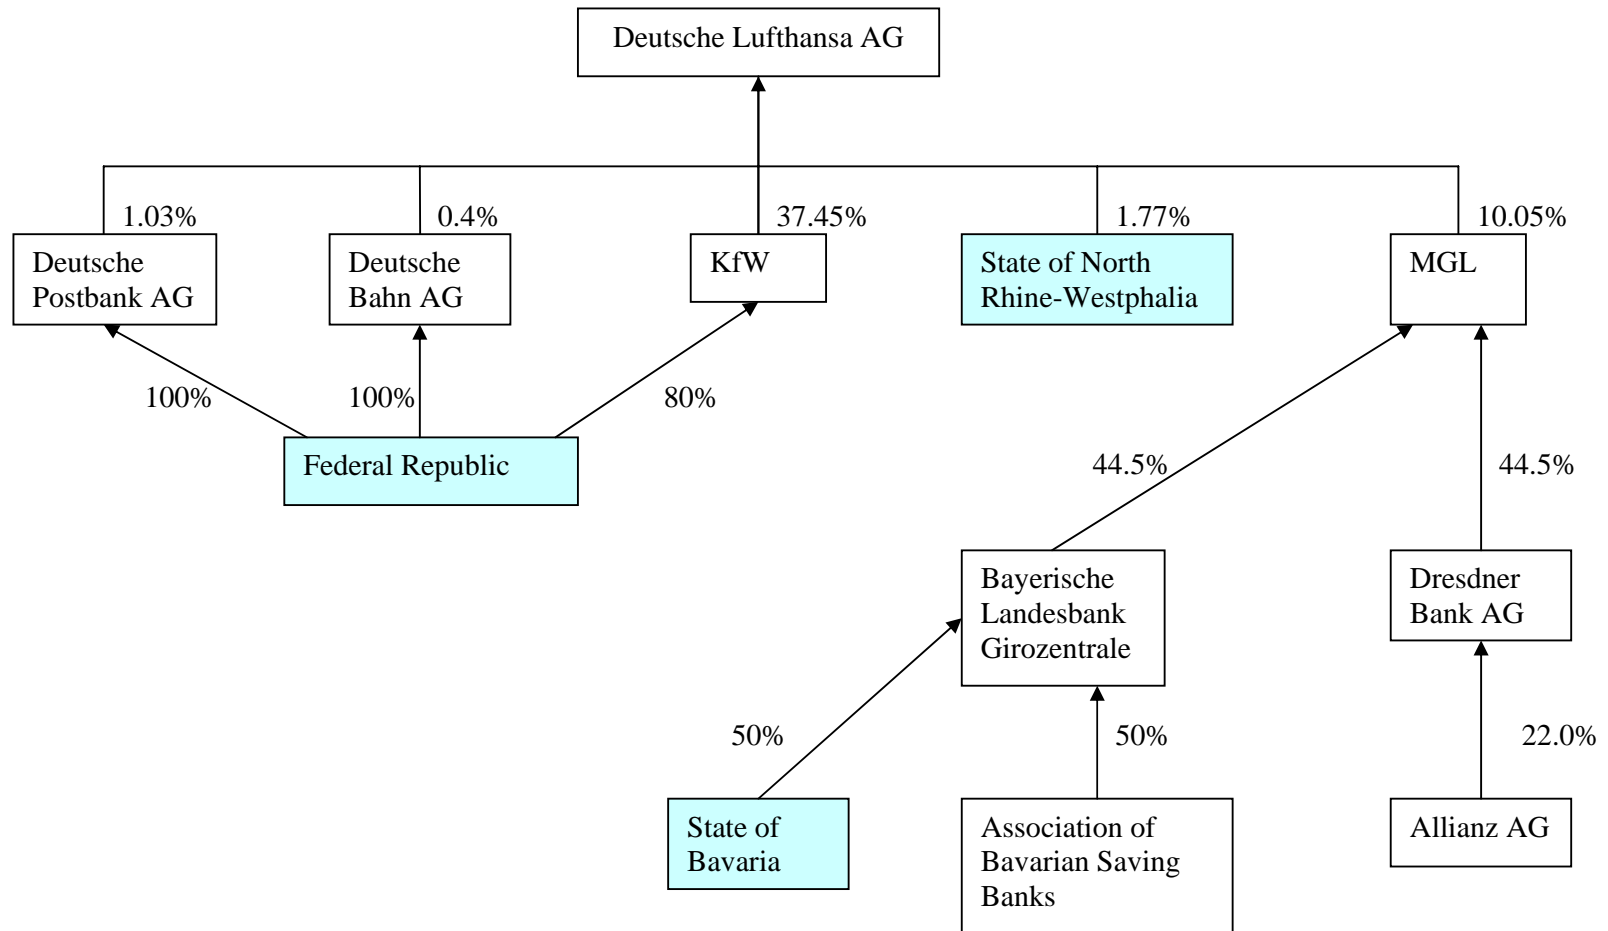 Deutsche Lufthansa AG
1.03%
0.4%
37.45%
1.77%
10.05%
Deutsche
Postbank AG
Deutsche
Bahn AG
KfW
State of North
Rhine-Westphalia
MGL
100%
100%
80%
Federal Republic
44.5%
44.5%
Bayerische
Landesbank
Girozentrale
Dresdner
Bank AG
50%
50%
22.0%
State of
Bavaria
Association of
Bavarian Saving
Banks
Allianz AG